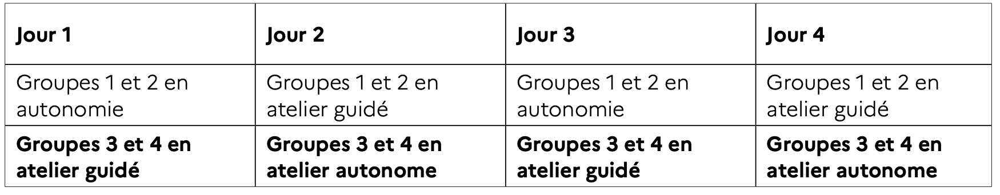 Jour 1
Jour 2
Jour 3
Jour 4
Groupes 1 et 2 en
autonomie
Groupes 1 et 2 en
atelier guidé
Groupes 1 et 2 en
autonomie
Groupes 1 et 2 en
atelier guidé
Groupes 3 et 4 en
atelier guidé
Groupes 3 et 4 en
atelier autonome
Groupes 3 et 4 en
atelier guidé
Groupes 3 et 4 en
atelier autonome